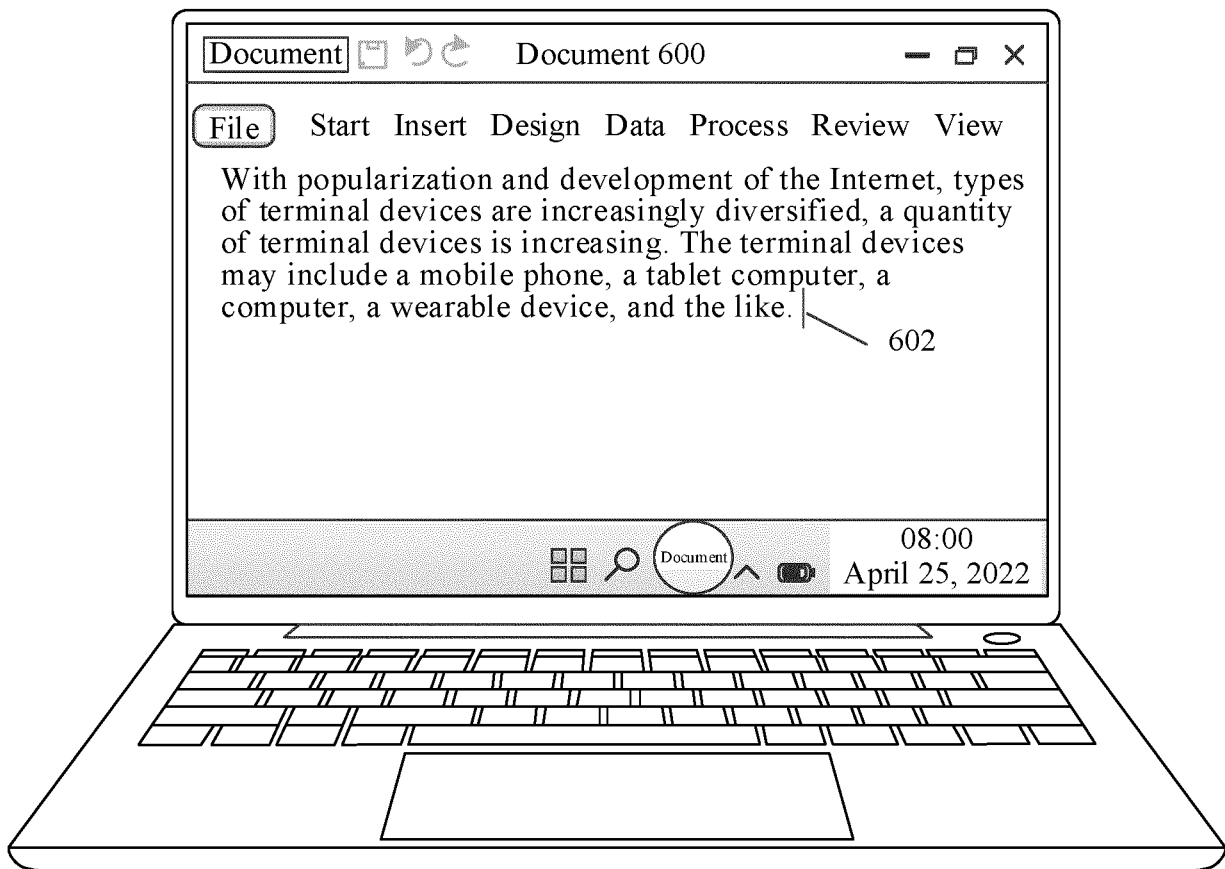 Document Document 600
File Start Insert Design Data Process Review View
With popularization and development of the Internet, types
of terminal devices are increasingly diversified, a quantity
of terminal devices is increasing. The terminal devices
may include a mobile phone, a tablet computer, a
computer, a wearable device, and the like.
602
Document
08:00
April 25, 2022